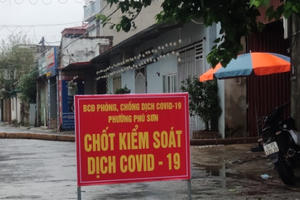 BCĐ PHÒNG, CHỐNG DỊCH COVID-19
PHƯỜNG PHÚ SƠN
CHỐT KIỂM SOÁT
DỊCH COVID - 19